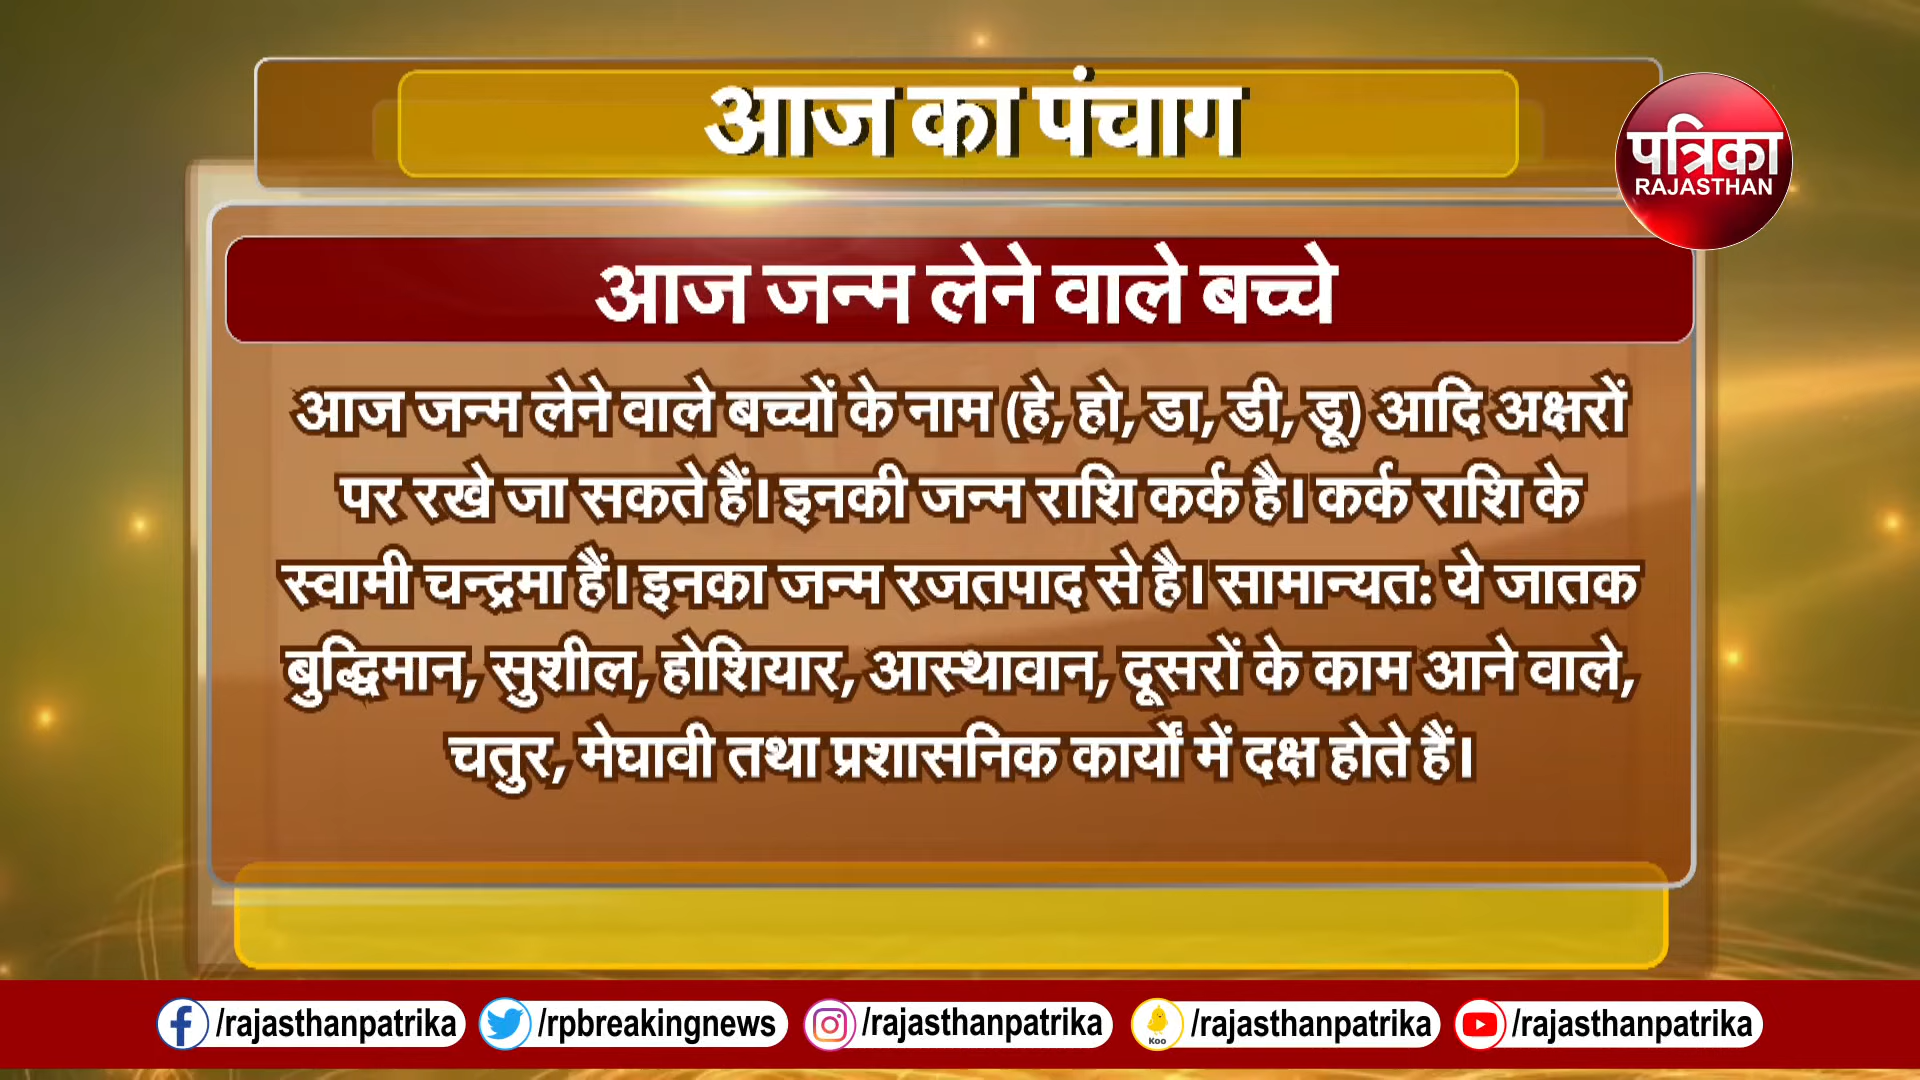 आज का पंचाग
पत्रिका
RAJASTHAN
आज जन्म लेने वाले बच्चे
आज जन्म लेने वाले बच्चों के नाम (हे, हो, डा, डी, डू) आदि अक्षरों
पर रखे जा सकते हैं। इनकी जन्म राशि कर्क है। कर्क राशि के
स्वामी चन्द्रमा हैं। इनका जन्म रजतपाद से है। सामान्यत: ये जातक
बुद्धिमान, सुशील, होशियार, आस्थावान, दूसरों के काम आने वाले,
चतुर, मेघावी तथा प्रशासनिक कार्यों में दक्ष होते हैं।
/rajasthanpatrika /rpbreakingnews /rajasthanpatrika Koo /rajasthanpatrika /rajasthanpatrika